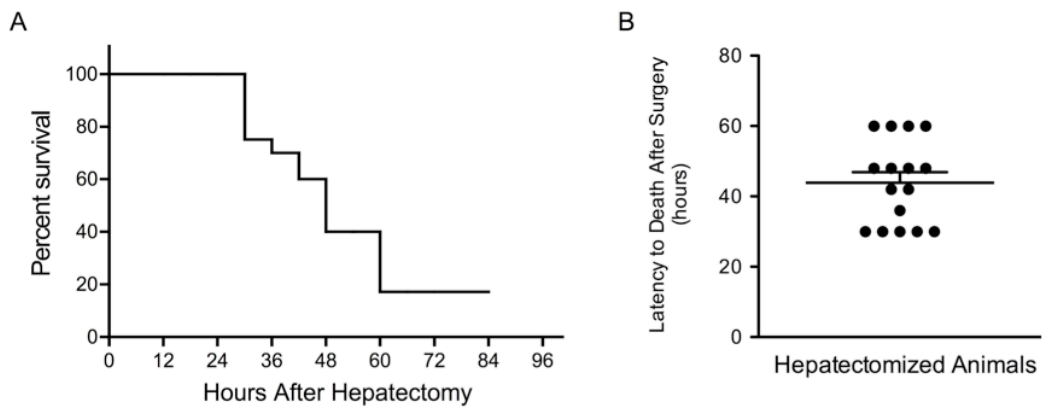 A
Percent survival
100
80
60
40
20
0
0 12 24 36 48 60 72 84 96
Hours After Hepatectomy
B
Latency to Death After Surgery
(hours)
80
60
40
20
0
Hepatectomized Animals